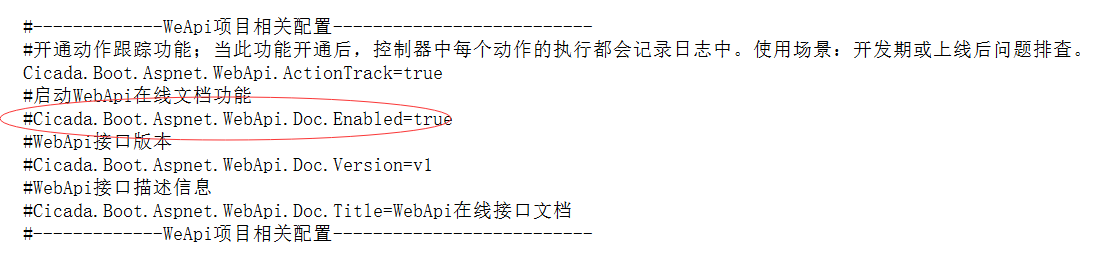 #-------------WeApi项目相关配置--------------------------
#开通动作跟踪功能；当此功能开通后，控制器中每个动作的执行都会记录日志中。使用场景：开发期或上线后问题排查。
Cicada.Boot.Aspnet.WebApi.ActionTrack=true
#启动WebApi在线文档功能
#Cicada.Boot.Aspnet.WebApi.Doc.Enabled=true
#WebApi接口版本
#Cicada.Boot.Aspnet.WebApi.Doc.Version=v1
#WebApi接口描述信息
#Cicada.Boot.Aspnet.WebApi.Doc.Title=WebApi在线接口文档
#-------------WeApi项目相关配置--------------------------